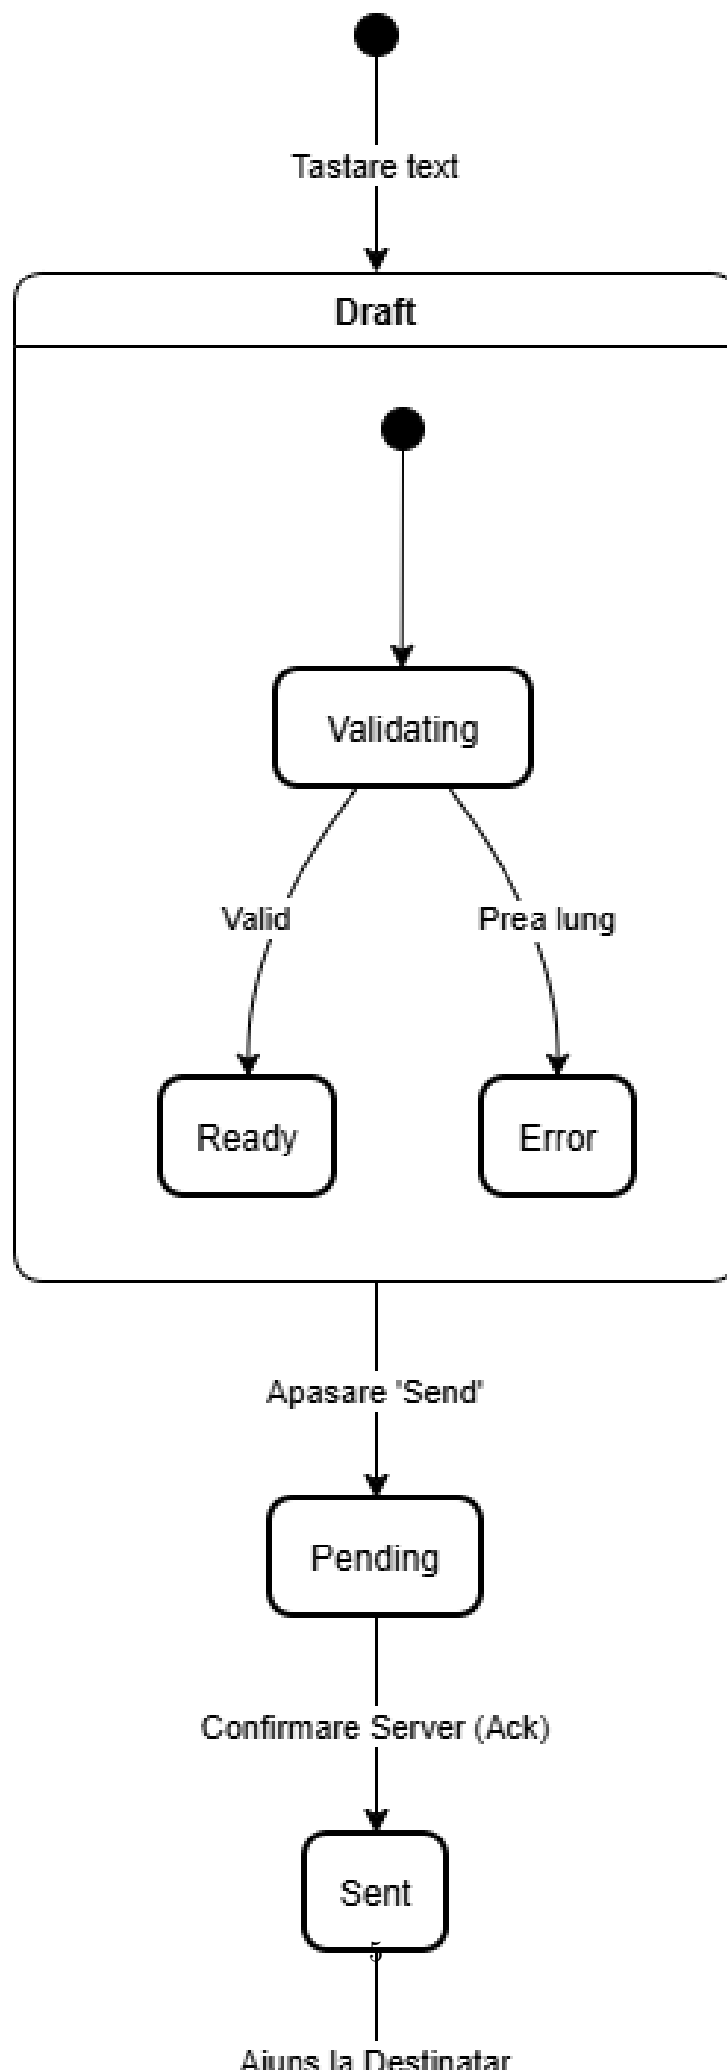 Tastare text
Draft
Validating
Valid
Prea lung
Ready
Error
Apasare 'Send'
Pending
Confirmare Server (Ack)
Sent
5
Ajuns la Destinatar